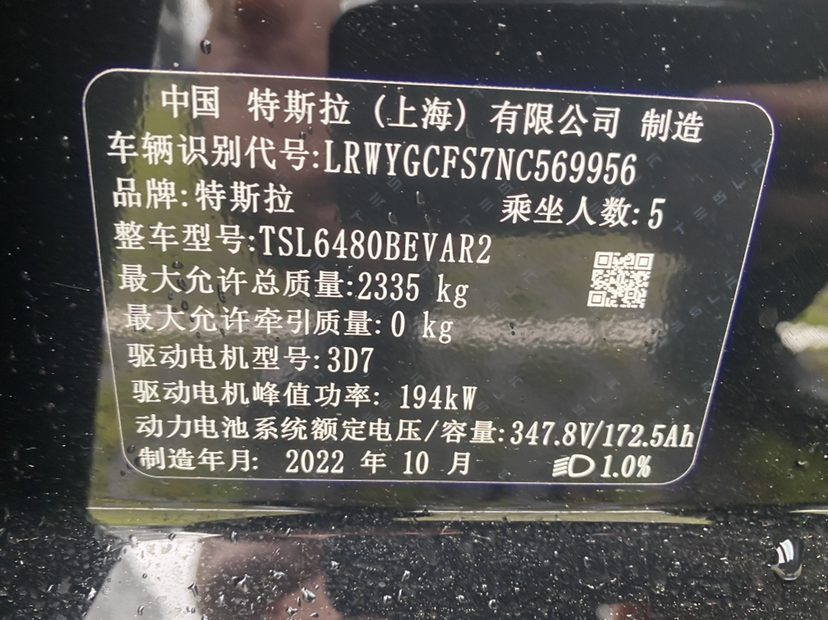 中国 特斯拉 (上海) 有限公司 制造
车辆识别代号:LRWYGCFS7NC569956
品牌:特斯拉 乘坐人数:5
整车型号:TSL6480BEVAR2
最大允许总质量:2335 kg
最大允许牵引质量:0 kg
驱动电机型号:3D7
驱动电机峰值功率: 194kW
动力电池系统额定电压/容量:347.8V/172.5Ah
制造年月: 2022 年 10 月 1.0%